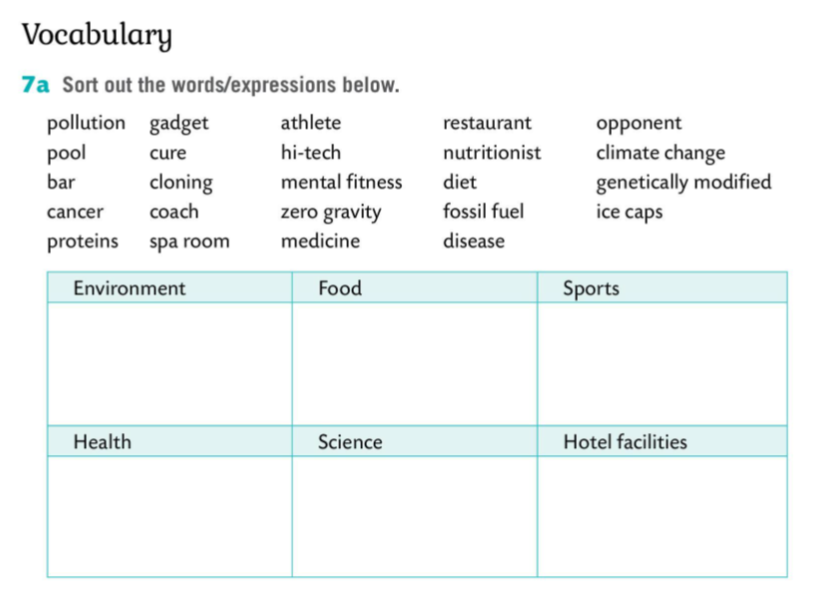 Vocabulary
7a Sort out the words/expressions below.
pollution gadget athlete restaurant opponent
pool cure hi-tech nutritionist climate change
bar cloning mental fitness diet genetically modified
cancer coach zero gravity fossil fuel ice caps
proteins spa room medicine disease
Environment Food Sports
Health Science Hotel facilities